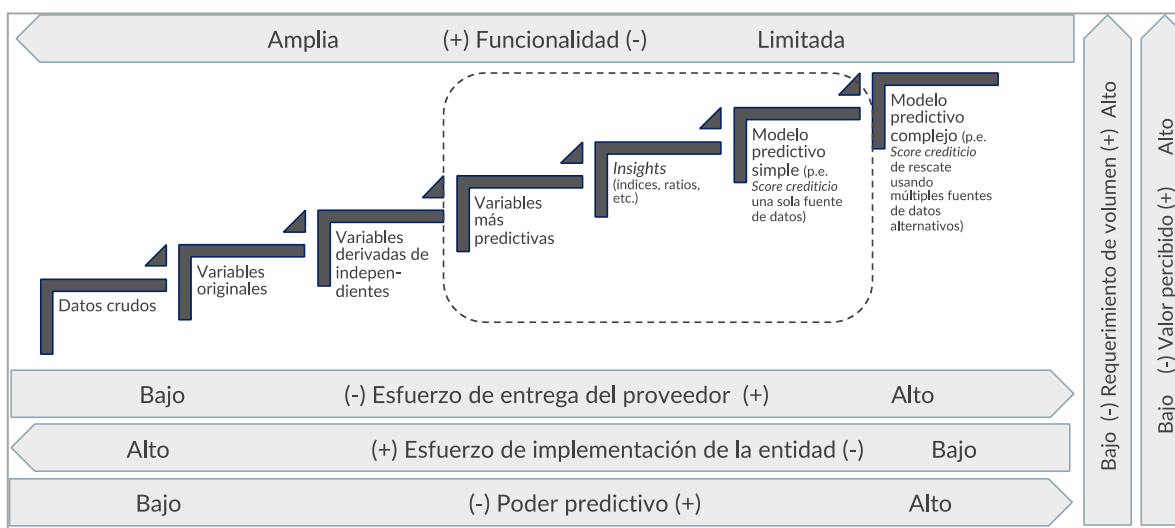 Amplia (+) Funcionalidad (-) Limitada
Datos crudos
Variables
originales
Variables
derivadas de
indepen-
dientes
Variables
más
predictivas
Insights
(índices, ratios,
etc.)
Modelo
predictivo
simple (p.e.
Score crediticio
una sola fuente
de datos)
Modelo
predictivo
complejo (p.e.
Score crediticio
de rescate
usando
múltiples fuentes
de datos
alternativos)
Bajo (-) Esfuerzo de entrega del proveedor (+) Alto
Alto (+) Esfuerzo de implementación de la entidad (-) Bajo
Bajo (-) Poder predictivo (+) Alto
Bajo (-) Requerimiento de volumen (+) Alto
Bajo (-) Valor percibido (+) Alto